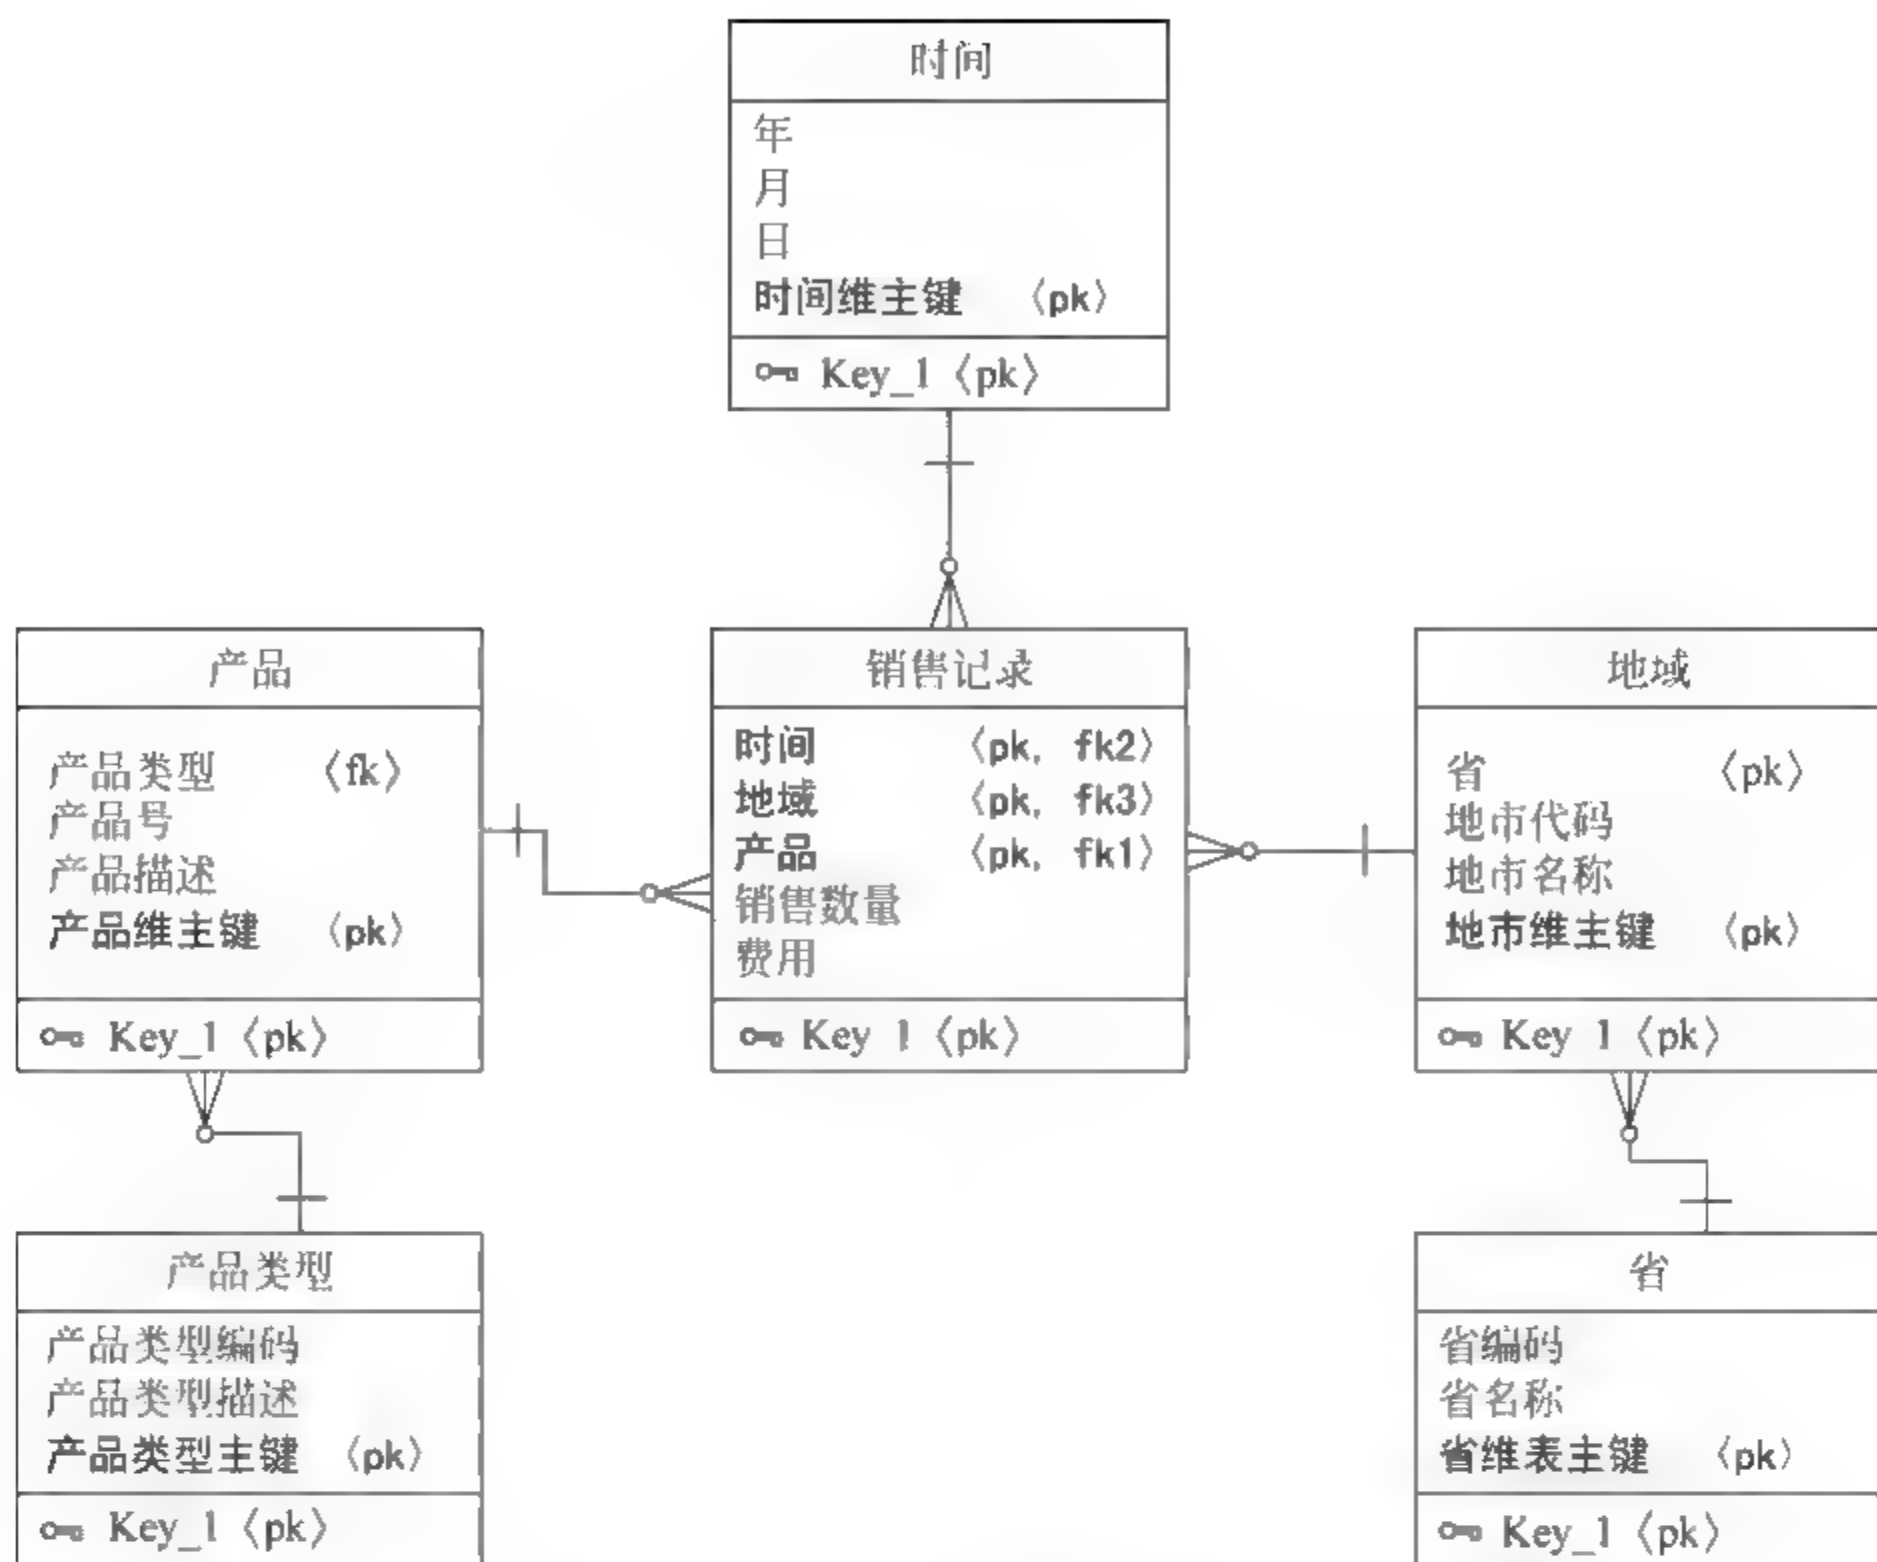 时间
年
月
日
时间维主键 〈pk〉
Key_1〈pk〉
产品
产品类型 〈fk〉
产品号
产品描述
产品维主键 〈pk〉
Key_1〈pk〉
销售记录
时间 〈pk, fk2〉
地域 〈pk, fk3〉
产品 〈pk, fk1〉
销售数量
费用
Key 1〈pk〉
地域
省 〈pk〉
地市代码
地市名称
地市维主键 〈pk〉
Key 1〈pk〉
产品类型
产品类型编码
产品类型描述
产品类型主键 〈pk〉
Key_1〈pk〉
省
省编码
省名称
省维表主键 〈pk〉
Key_1〈pk〉